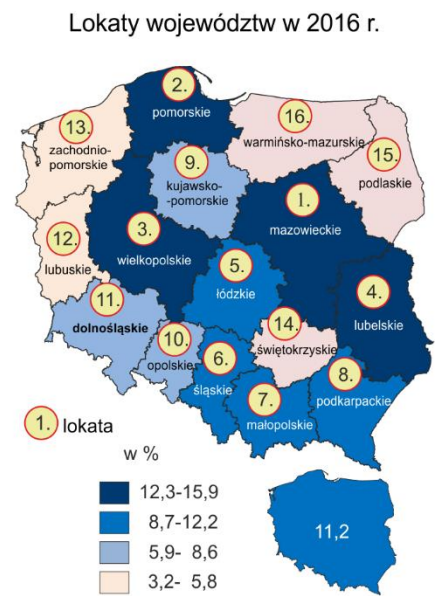 Lokaty województw w 2016 r.
2.
pomorskie
16.
warmińsko-mazurskie
13.
zachodnio-
pomorskie
15.
podlaskie
9.
kujawsko-
-pomorskie
1.
mazowieckie
3.
wielkopolskie
12.
lubuskie
5.
łódzkie
4.
lubelskie
11.
dolnośląskie
14.
świętokrzyskie
10.
opolskie
6.
śląskie
8.
podkarpackie
7.
małopolskie
1. lokata
w %
12,3-15,9
8,7-12,2
5,9- 8,6
3,2- 5,8
11,2